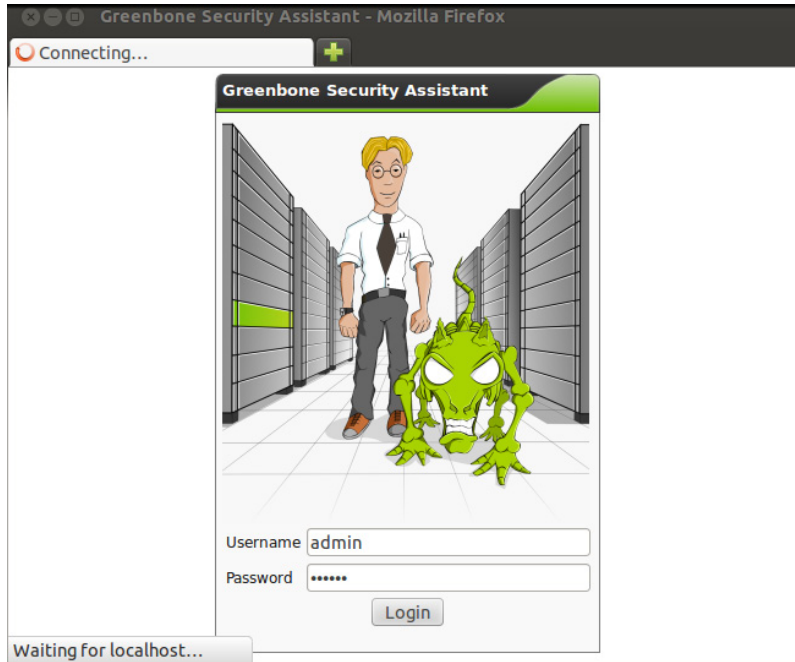 Greenbone Security Assistant - Mozilla Firefox
Connecting...
Greenbone Security Assistant
Username admin
Password ••••••
Login
Waiting for localhost...